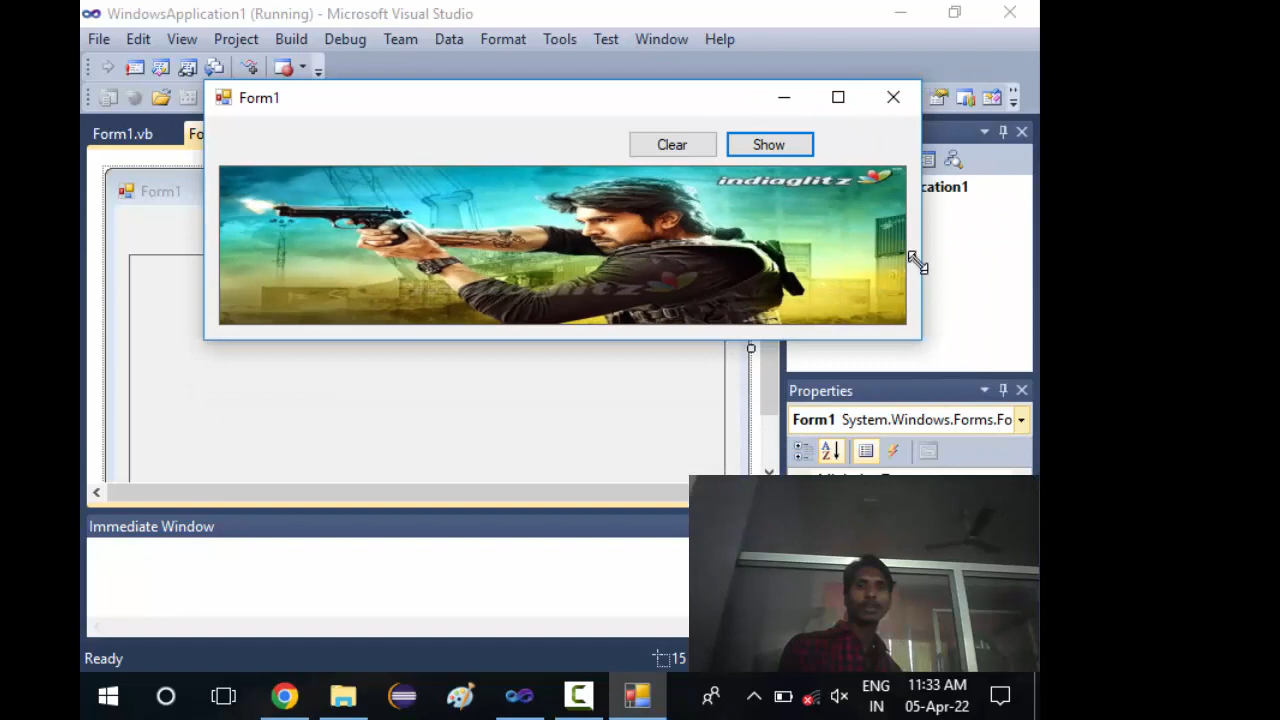 WindowsApplication1 (Running) - Microsoft Visual Studio
File Edit View Project Build Debug Team Data Format Tools Test Window Help
Form1
Form1.vb Fo
Clear Show
indiaglitz
cation1
Form1
Properties
Form1 System.Windows.Forms.Fo
Immediate Window
Ready
15
ENG
IN
11:33 AM
05-Apr-22